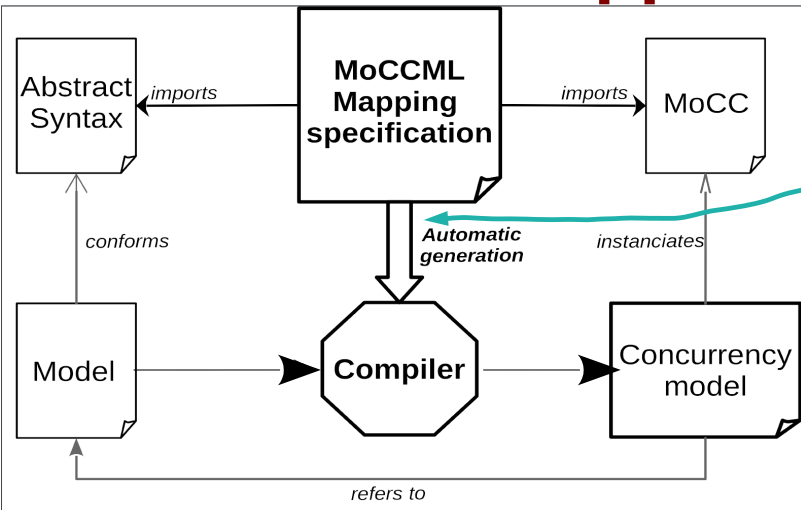 Abstract
Syntax
imports
MoCCML
Mapping
specification
imports
MoCC
conforms
Automatic
generation
instanciates
Model
Compiler
Concurrency
model
refers to